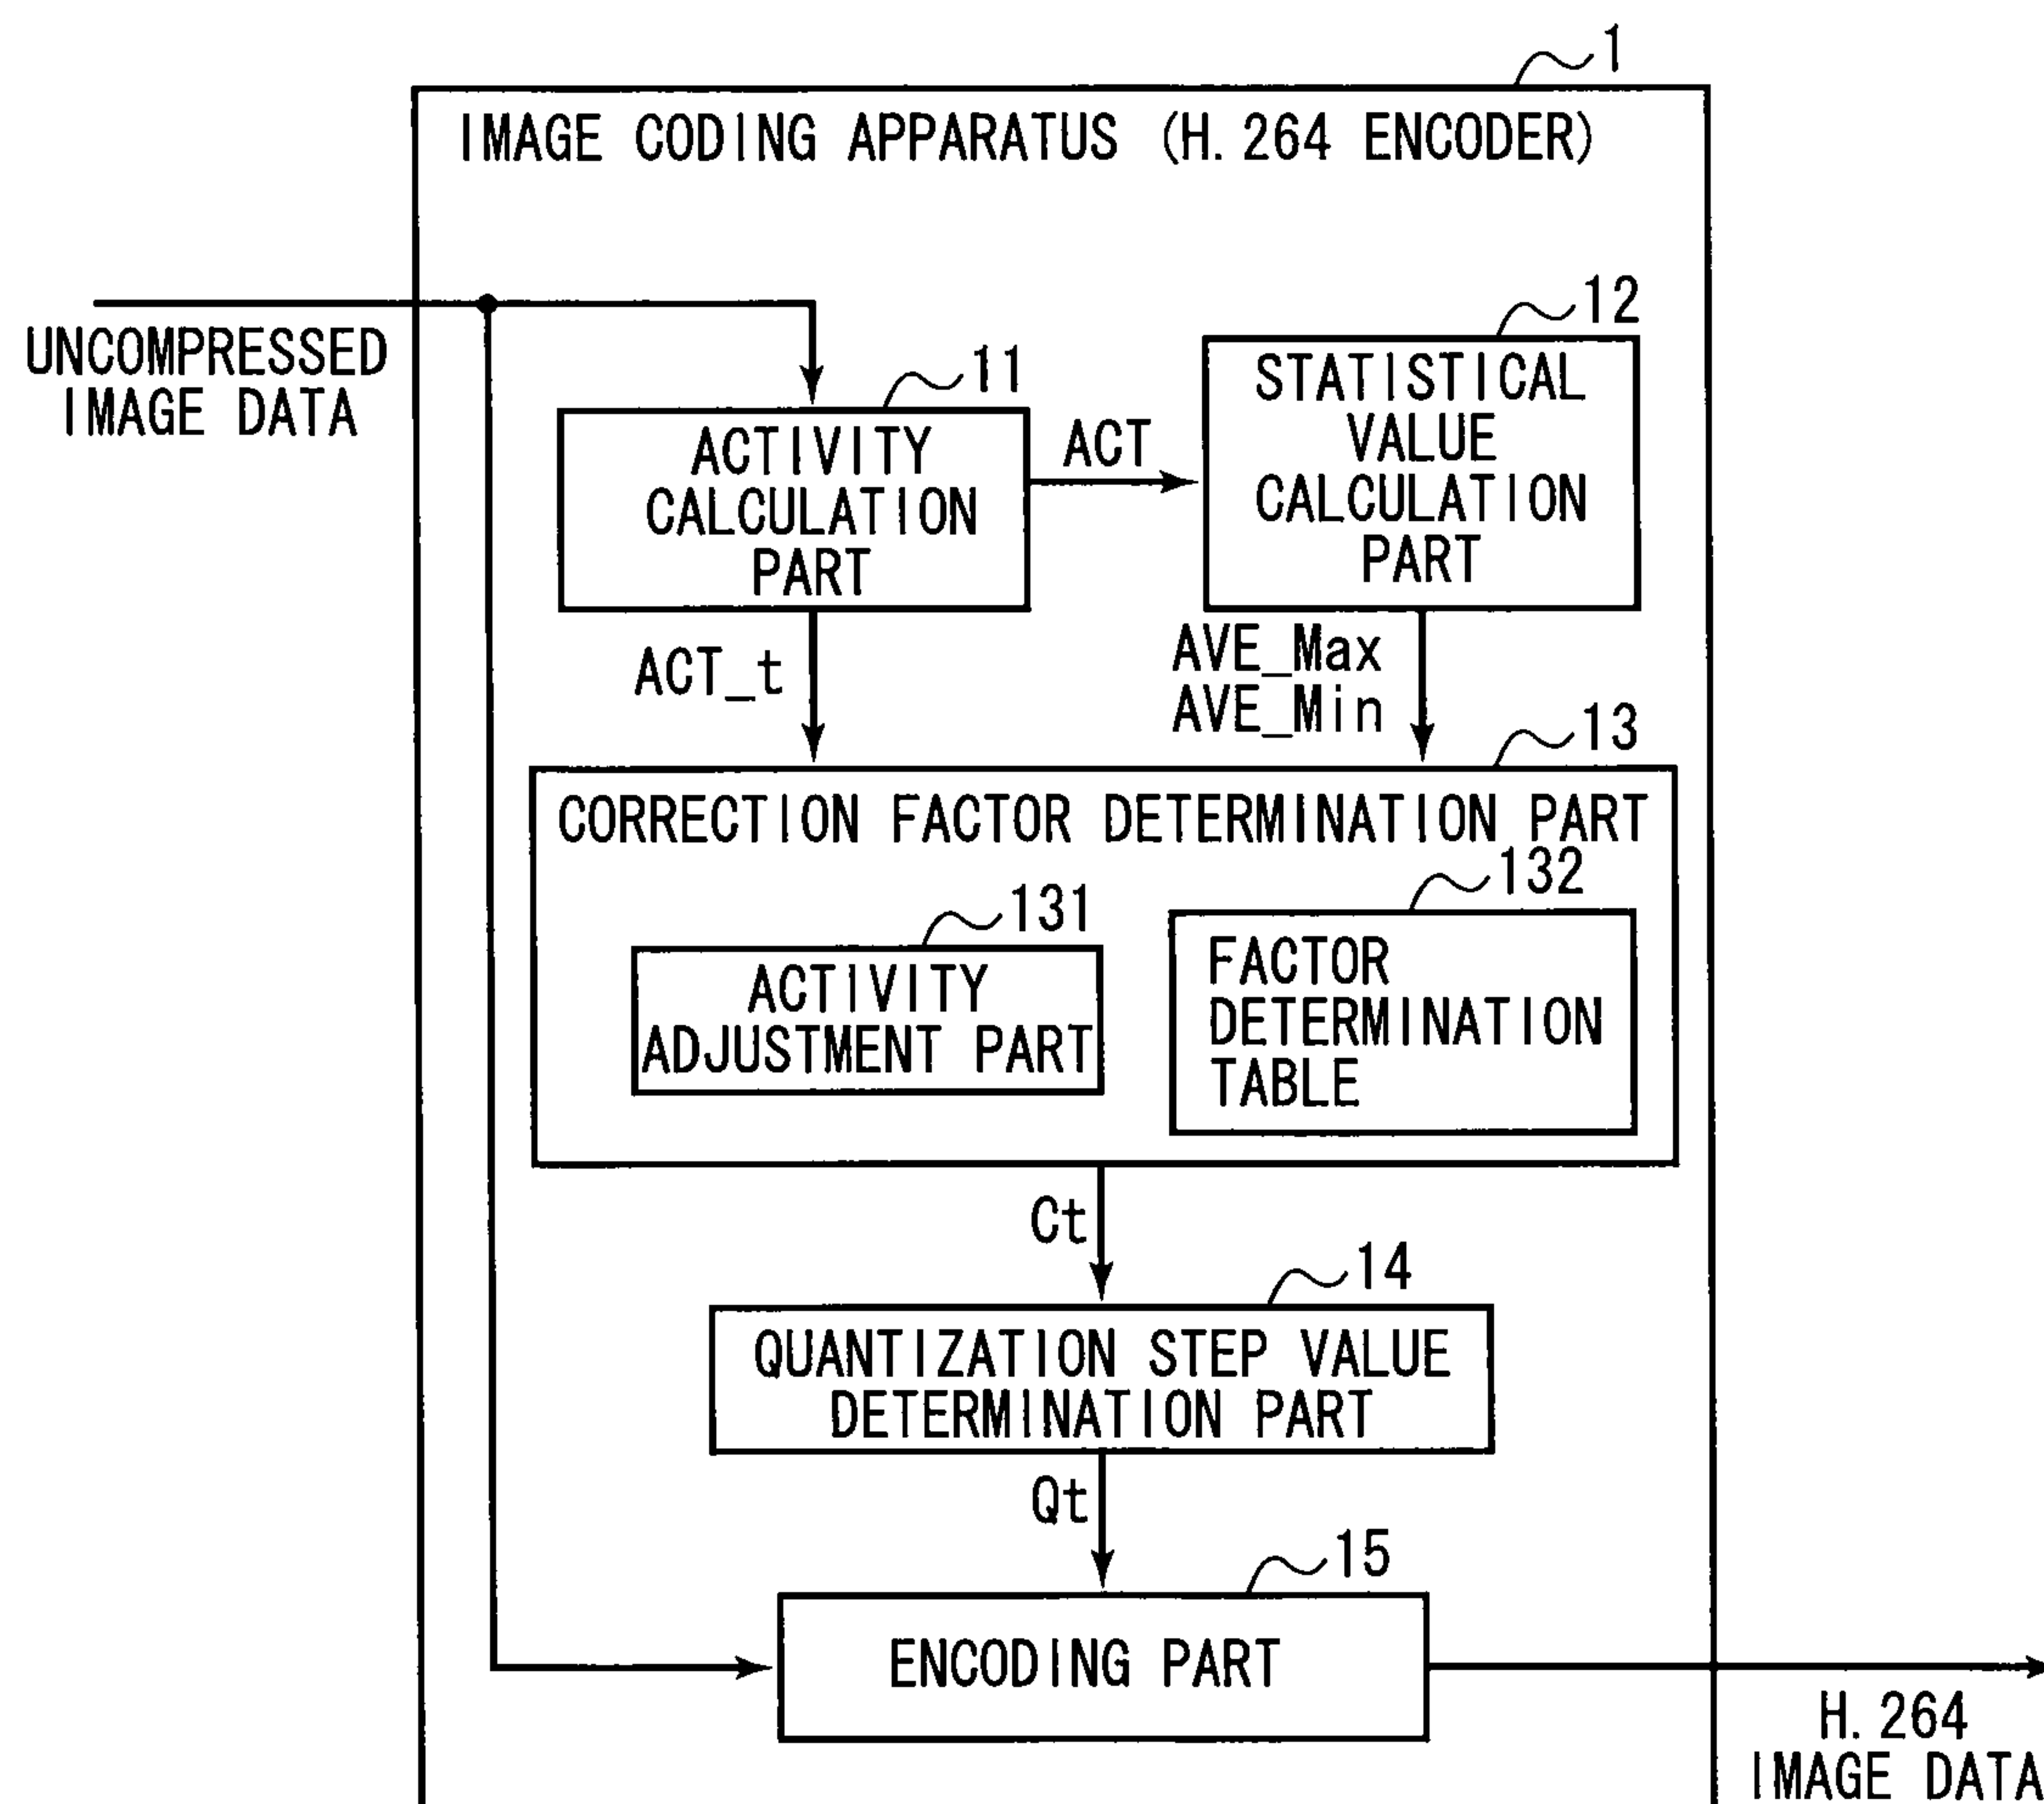 1
IMAGE CODING APPARATUS (H.264 ENCODER)
UNCOMPRESSED
IMAGE DATA
11
ACTIVITY
CALCULATION
PART
ACT
12
STATISTICAL
VALUE
CALCULATION
PART
ACT_t
AVE_Max
AVE_Min
13
CORRECTION FACTOR DETERMINATION PART
131
ACTIVITY
ADJUSTMENT PART
132
FACTOR
DETERMINATION
TABLE
Ct
14
QUANTIZATION STEP VALUE
DETERMINATION PART
Qt
15
ENCODING PART
H.264
IMAGE DATA